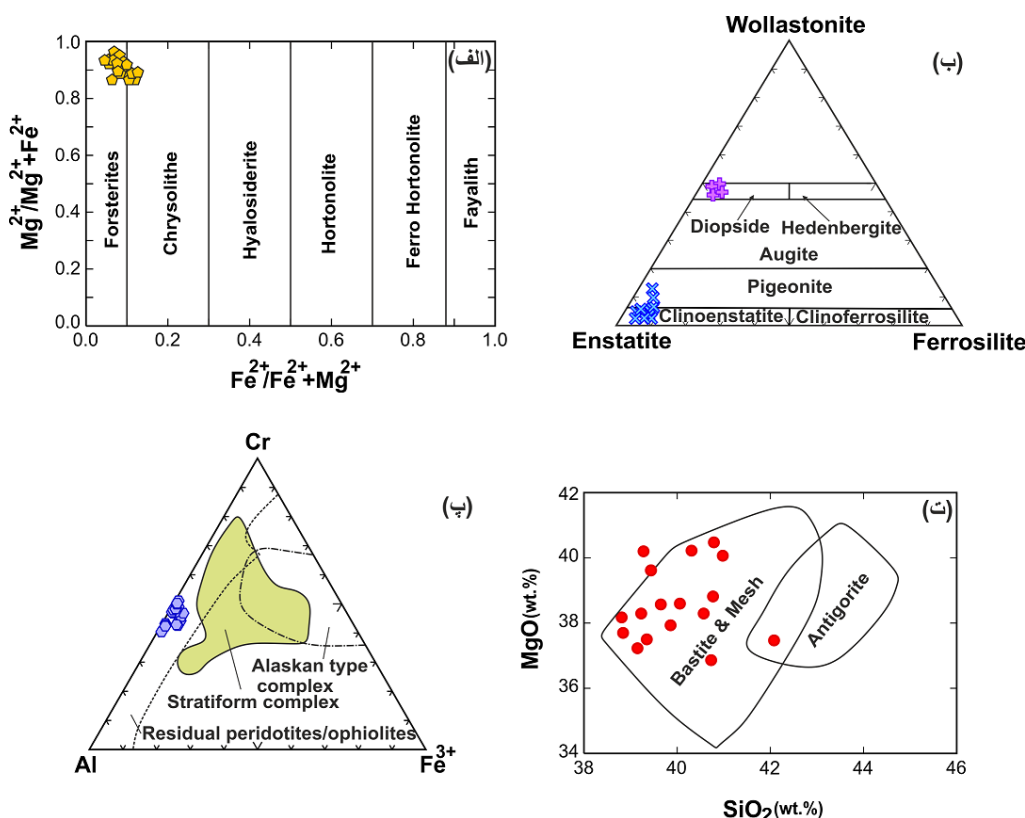 (الف)
1.0
0.8
0.6
0.4
0.2
0.0
Mg2+/Mg2++Fe2+
Forsterites
Chrysolithe
Hyalosiderite
Hortonolite
Ferro Hortonolite
Fayalith
0.0 0.2 0.4 0.6 0.8 1.0
Fe2+/Fe2++Mg2+
(ب)
Wollastonite
Diopside
Hedenbergite
Augite
Pigeonite
Clinoenstatite
Clinoferrosilite
Enstatite
Ferrosilite
(پ)
Cr
Alaskan type
complex
Stratiform complex
Residual peridotites/ophiolites
Al
Fe3+
(ت)
42
40
38
36
34
MgO(wt.%)
Bastite & Mesh
Antigorite
38 40 42 44 46
SiO2(wt.%)